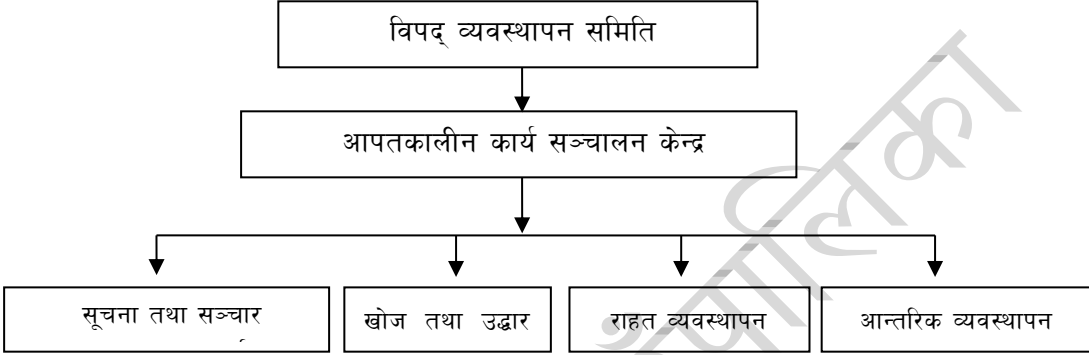 विपद् व्यवस्थापन समिति
आपतकालीन कार्य सञ्चालन केन्द्र
सूचना तथा सञ्चार
खोज तथा उद्धार
राहत व्यवस्थापन
आन्तरिक व्यवस्थापन